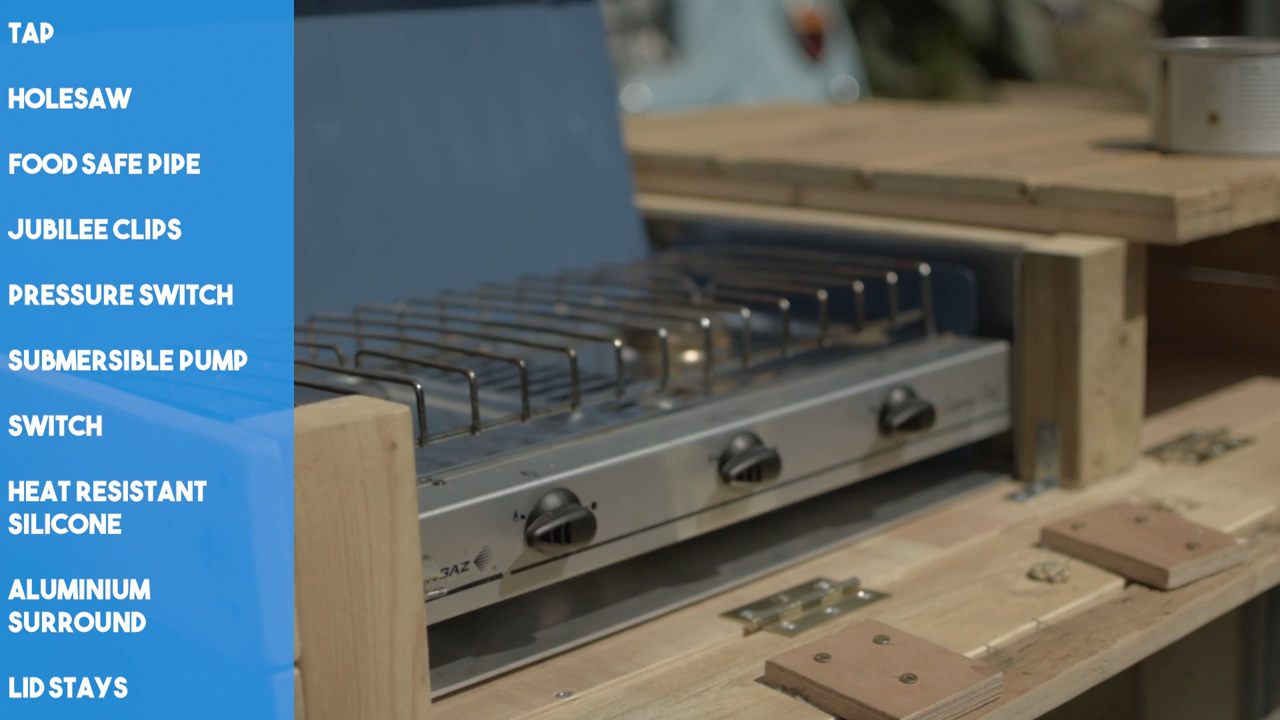 TAP
HOLESAW
FOOD SAFE PIPE
JUBILEE CLIPS
PRESSURE SWITCH
SUBMERSIBLE PUMP
SWITCH
HEAT RESISTANT
SILICONE
ALUMINIUM
SURROUND
LID STAYS